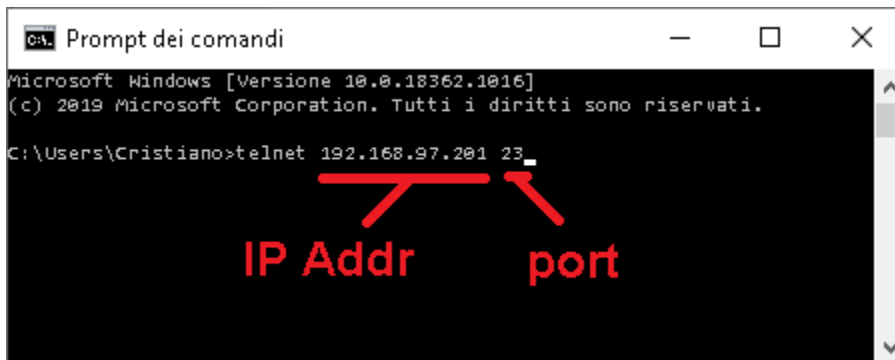 Prompt dei comandi
Microsoft Windows [Versione 10.0.18362.1016]
(c) 2019 Microsoft Corporation. Tutti i diritti sono riservati.
C:\Users\Cristiano>telnet 192.168.97.201 23_
IP Addr port